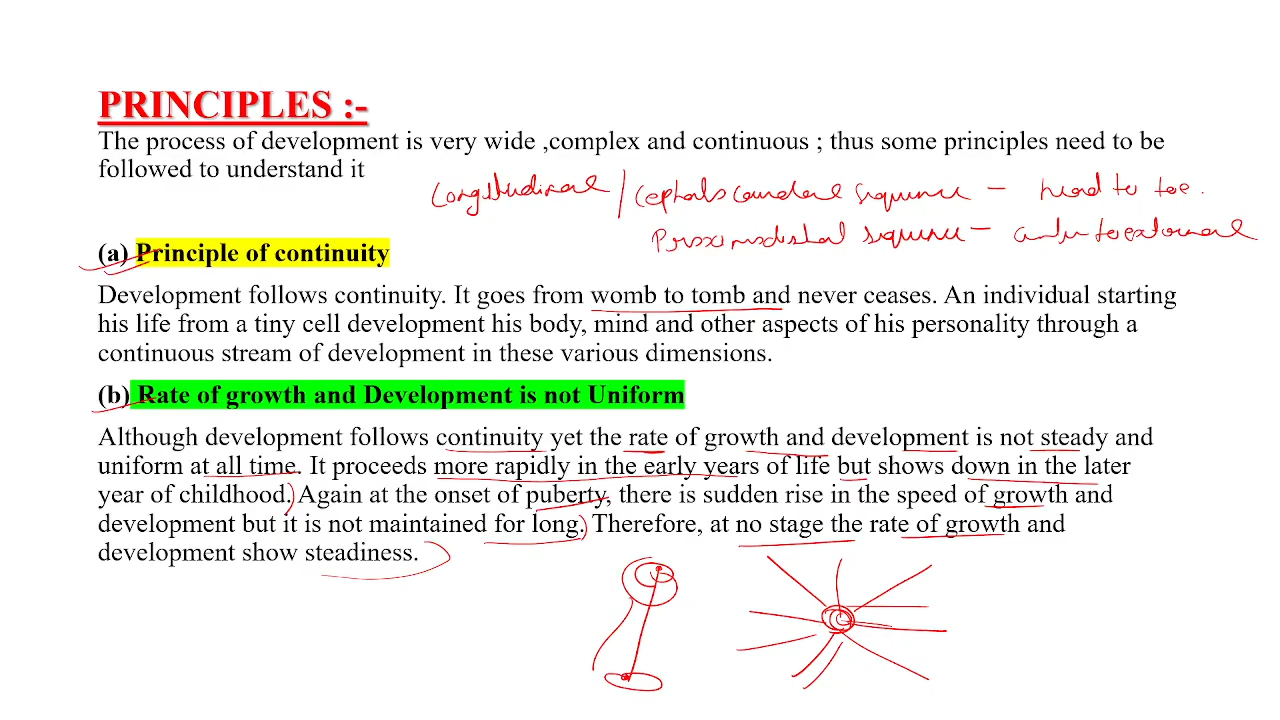 PRINCIPLES :-
The process of development is very wide ,complex and continuous ; thus some principles need to be
followed to understand it
Longitudinal / Cephalocaudal sequence - head to toe.
Proximodistal sequence - to external
(a) Principle of continuity
Development follows continuity. It goes from womb to tomb and never ceases. An individual starting
his life from a tiny cell development his body, mind and other aspects of his personality through a
continuous stream of development in these various dimensions.
(b) Rate of growth and Development is not Uniform
Although development follows continuity yet the rate of growth and development is not steady and
uniform at all time. It proceeds more rapidly in the early years of life but shows down in the later
year of childhood. Again at the onset of puberty, there is sudden rise in the speed of growth and
development but it is not maintained for long. Therefore, at no stage the rate of growth and
development show steadiness.